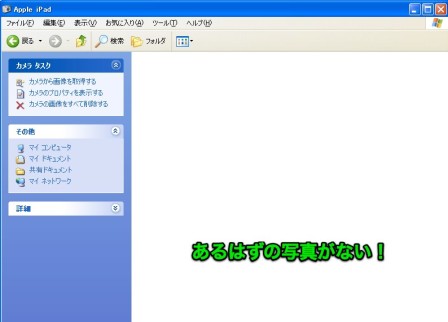 Apple iPad
ファイル(F) 編集(E) 表示(V) お気に入り(A) ツール(T) ヘルプ(H)
戻る 検索 フォルダ
カメラ タスク
カメラから画像を取得する
カメラのプロパティを表示する
カメラの画像をすべて削除する
その他
マイ コンピュータ
マイ ドキュメント
共有ドキュメント
マイ ネットワーク
詳細
あるはずの写真がない！